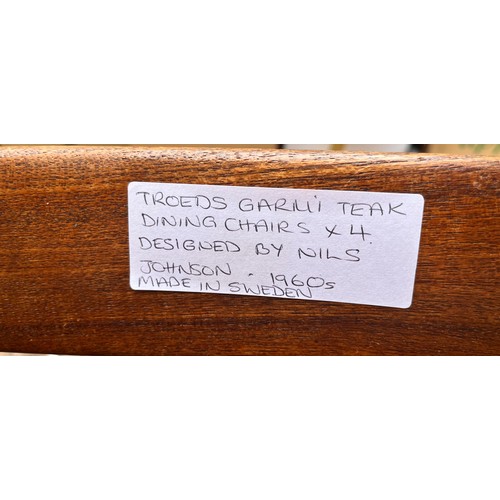 TROEDS GARMI TEAK
DINING CHAIRS x 4
DESIGNED BY NILS
JOHNSON . 1960s
MADE IN SWEDEN